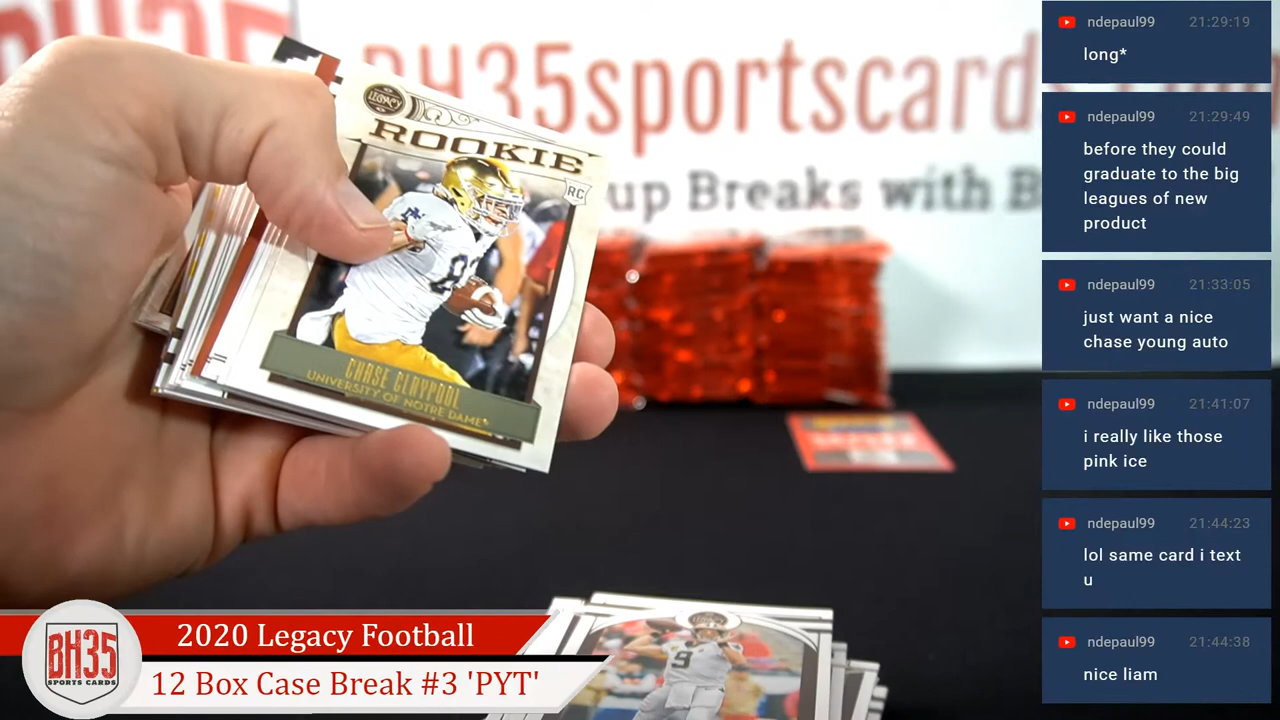 BH35sportscards
up Breaks with B
LEGACY
ROOKIE
RC
CHASE CLAYPOOL
UNIVERSITY OF NOTRE DAME
9
BH35
SPORTS CARDS
2020 Legacy Football
12 Box Case Break #3 'PYT'
ndepaul99 21:29:19
long*
ndepaul99 21:29:49
before they could
graduate to the big
leagues of new
product
ndepaul99 21:33:05
just want a nice
chase young auto
ndepaul99 21:41:07
i really like those
pink ice
ndepaul99 21:44:23
lol same card i text
u
ndepaul99 21:44:38
nice liam